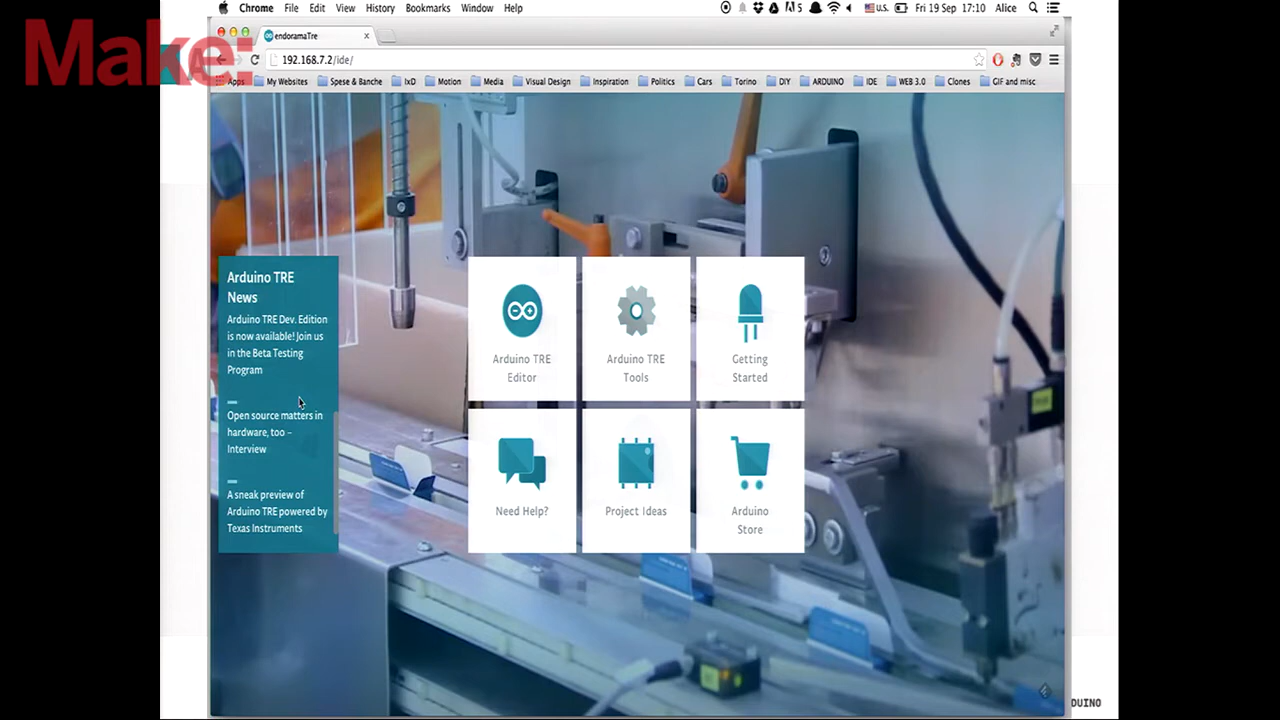 Make:
Chrome File Edit View History Bookmarks Window Help
5 U.S. Fri 19 Sep 17:10 Alice
endoramaTre
192.168.7.2/ide/
Apps My Websites Spese & Banche IxD Motion Media Visual Design Inspiration Politics Cars Torino DIY ARDUINO IDE WEB 3.0 Clones GIF and misc
Arduino TRE
News
Arduino TRE Dev. Edition
is now available! Join us
in the Beta Testing
Program
Open source matters in
hardware, too –
Interview
A sneak preview of
Arduino TRE powered by
Texas Instruments
Arduino TRE
Editor
Arduino TRE
Tools
Getting
Started
Need Help?
Project Ideas
Arduino
Store
DUINO